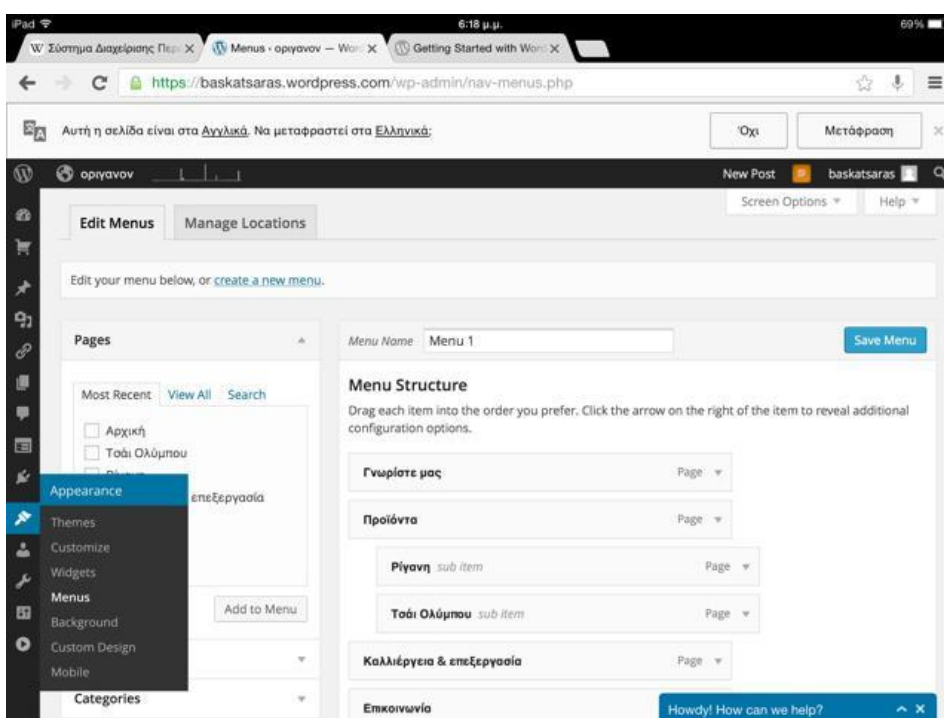 iPad 6:18 μ.μ. 69%
Σύστημα Διαχείρισης Περι Menus ‹ οριγανον — Wor Getting Started with Wor
https://baskatsaras.wordpress.com/wp-admin/nav-menus.php
Αυτή η σελίδα είναι στα Αγγλικά. Να μεταφραστεί στα Ελληνικά; Όχι Μετάφραση
οριγανον New Post baskatsaras
Screen Options Help
Edit Menus Manage Locations
Edit your menu below, or create a new menu.
Pages
Most Recent View All Search
Αρχική
Τσάι Ολύμπου
επεξεργασία
Add to Menu
Categories
Appearance
Themes
Customize
Widgets
Menus
Background
Custom Design
Mobile
Menu Name Menu 1 Save Menu
Menu Structure
Drag each item into the order you prefer. Click the arrow on the right of the item to reveal additional
configuration options.
Γνωρίστε μας Page
Προϊόντα Page
Ρίγανη sub item Page
Τσάι Ολύμπου sub item Page
Καλλιέργεια & επεξεργασία Page
Επικοινωνία
Howdy! How can we help?